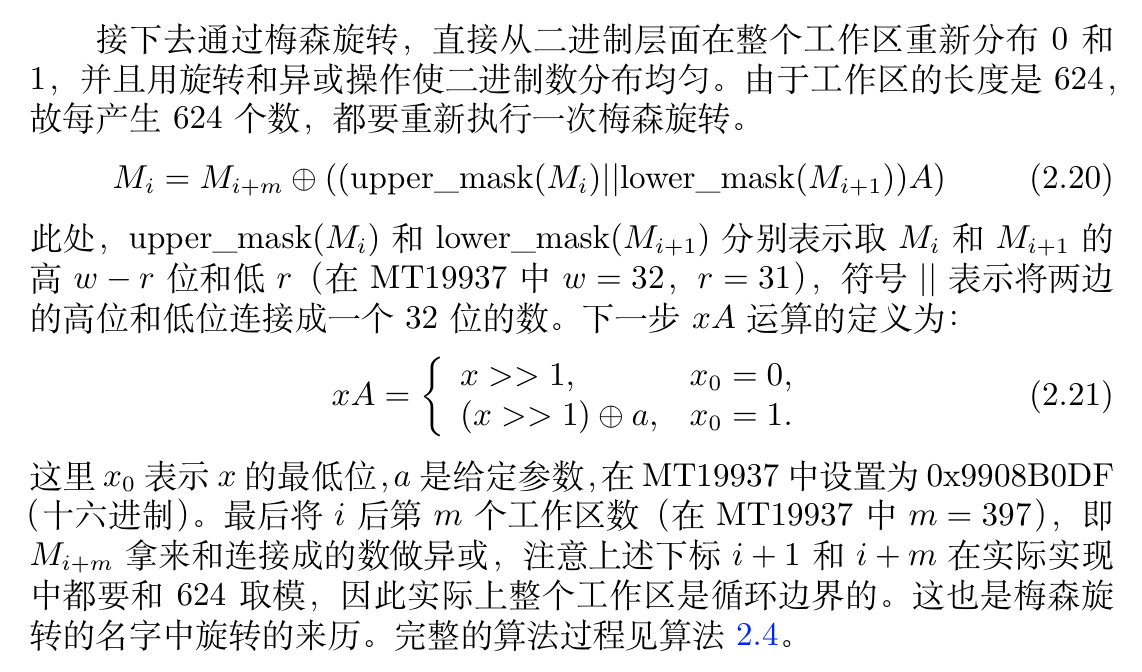 接下去通过梅森旋转，直接从二进制层面在整个工作区重新分布 0 和
1，并且用旋转和异或操作使二进制数分布均匀。由于工作区的长度是 624，
故每产生 624 个数，都要重新执行一次梅森旋转。
M_i = M_{i+m} ⊕ ((upper_mask(M_i)||lower_mask(M_{i+1}))A) (2.20)
此处，upper_mask(M_i) 和 lower_mask(M_{i+1}) 分别表示取 M_i 和 M_{i+1} 的
高 w − r 位和低 r（在 MT19937 中 w = 32，r = 31），符号 || 表示将两边
的高位和低位连接成一个 32 位的数。下一步 xA 运算的定义为：
xA = { x >> 1, x_0 = 0,
(x >> 1) ⊕ a, x_0 = 1. (2.21)
这里 x_0 表示 x 的最低位，a 是给定参数，在 MT19937 中设置为 0x9908B0DF
（十六进制）。最后将 i 后第 m 个工作区数（在 MT19937 中 m = 397），即
M_{i+m} 拿来和连接成的数做异或，注意上述下标 i + 1 和 i + m 在实际实现
中都要和 624 取模，因此实际上整个工作区是循环边界的。这也是梅森旋
转的名字中旋转的来历。完整的算法过程见算法 2.4。